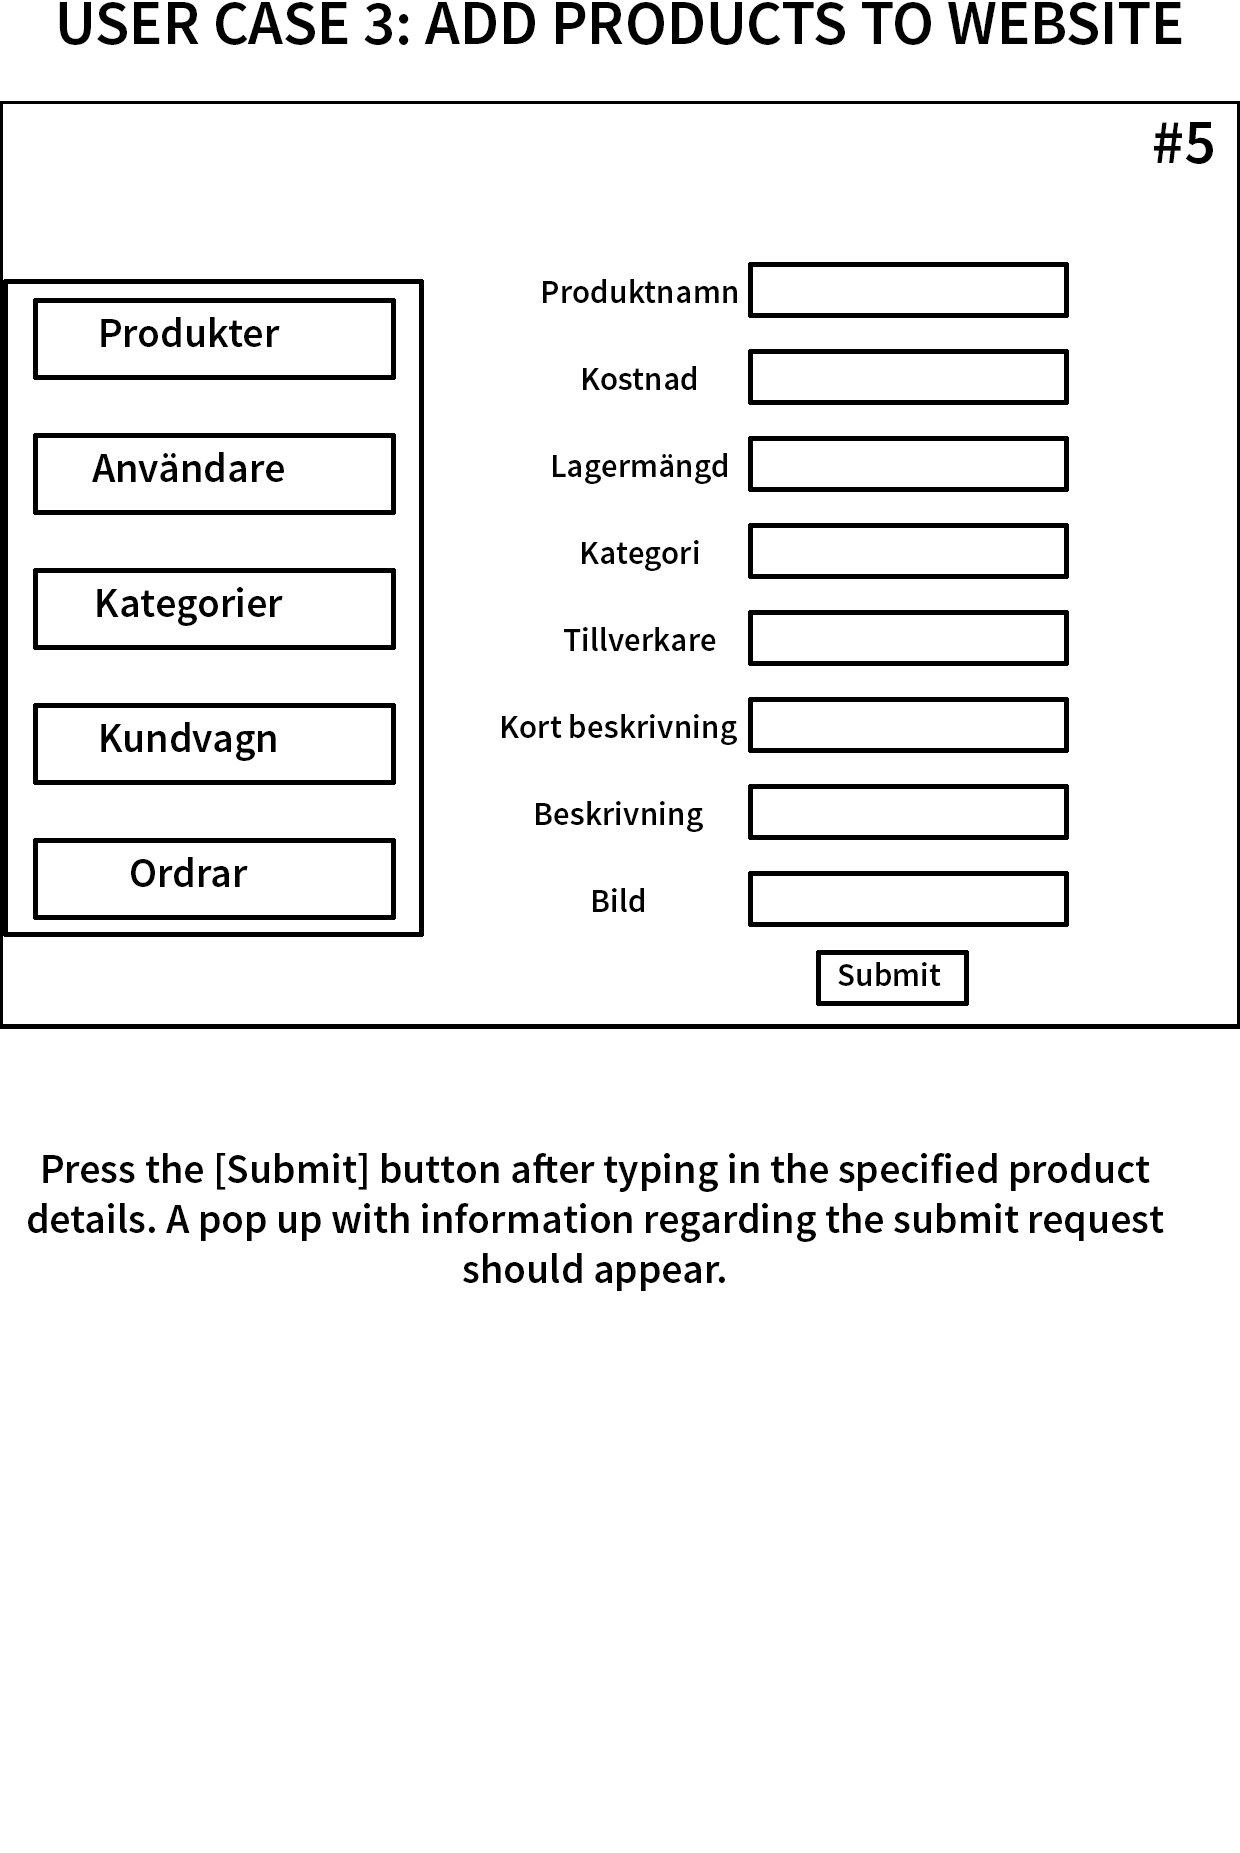 USER CASE 3: ADD PRODUCTS TO WEBSITE
#5
Produkter
Användare
Kategorier
Kundvagn
Ordrar
Produktnamn
Kostnad
Lagermängd
Kategori
Tillverkare
Kort beskrivning
Beskrivning
Bild
Submit
Press the [Submit] button after typing in the specified product
details. A pop up with information regarding the submit request
should appear.